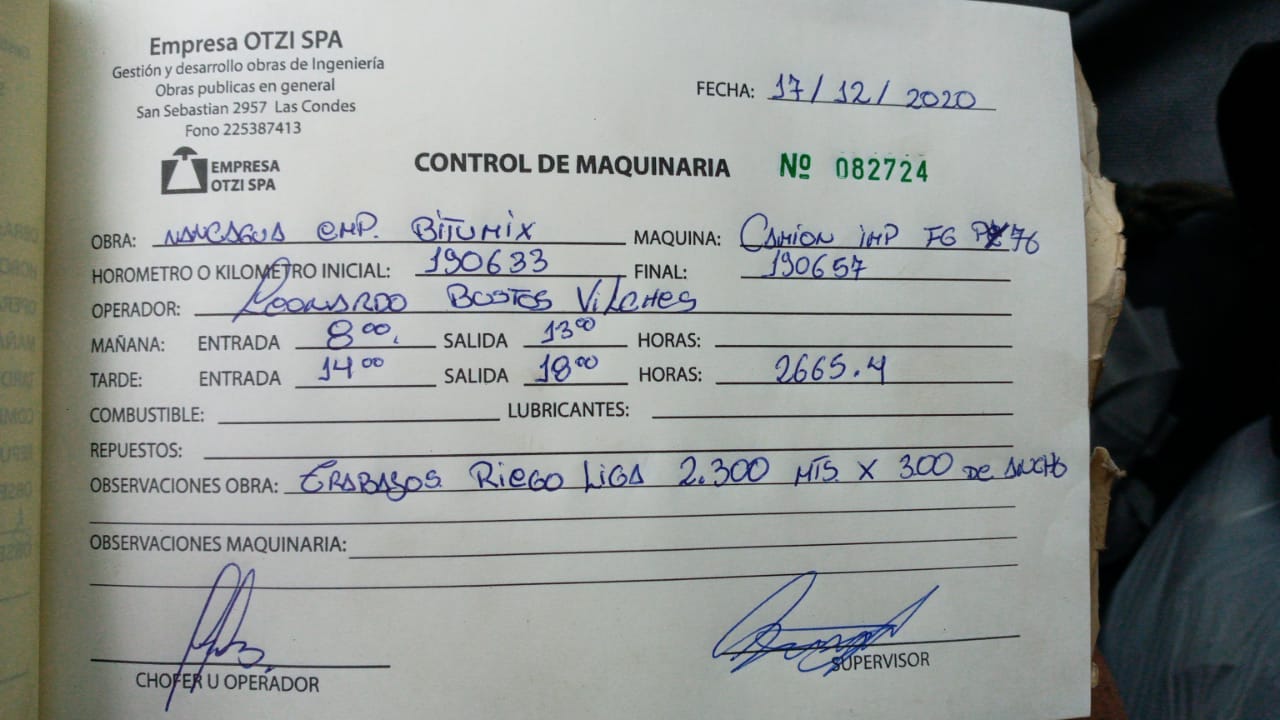 Empresa OTZI SPA
Gestión y desarrollo obras de Ingeniería
Obras publicas en general
San Sebastian 2957 Las Condes
Fono 225387413
FECHA: 17/12/2020
EMPRESA
OTZI SPA
CONTROL DE MAQUINARIA Nº 082724
OBRA: NANCAGUA EMP. BITUMIX MAQUINA: CAMION IMP FG 76
HOROMETRO O KILOMETRO INICIAL: 190633 FINAL: 190657
OPERADOR: LEONARDO BUSTOS VILCHES
MAÑANA: ENTRADA 8:00. SALIDA 13:00 HORAS:
TARDE: ENTRADA 14:00 SALIDA 18:00 HORAS: 2665.4
COMBUSTIBLE: LUBRICANTES:
REPUESTOS:
OBSERVACIONES OBRA: TRABAJOS RIEGO LIGA 2.300 MTS. X 3.00 DE ANCHO
OBSERVACIONES MAQUINARIA:
CHOFER U OPERADOR SUPERVISOR